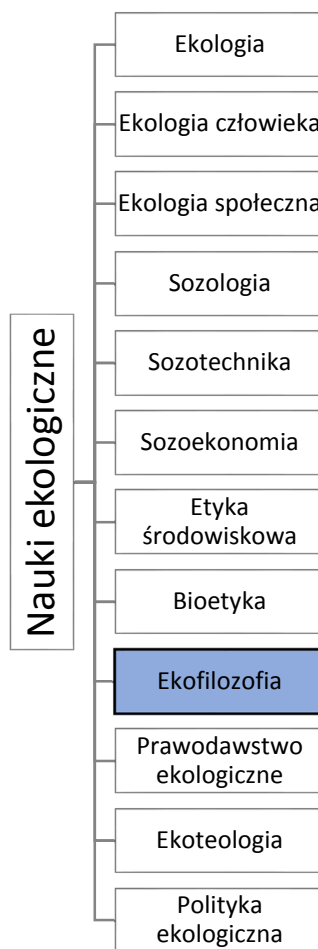 Nauki ekologiczne
Ekologia
Ekologia człowieka
Ekologia społeczna
Sozologia
Sozotechnika
Sozoekonomia
Etyka
środowiskowa
Bioetyka
Ekofilozofia
Prawodawstwo
ekologiczne
Ekoteologia
Polityka
ekologiczna